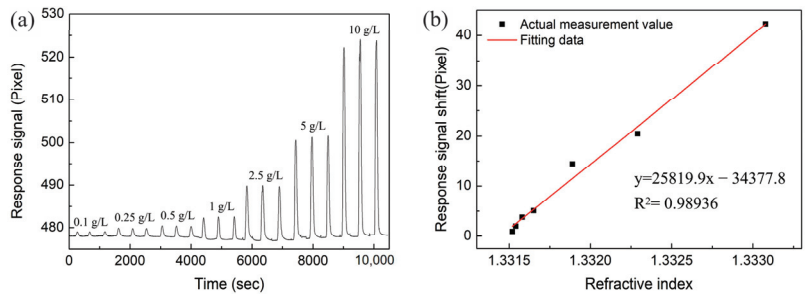 (a)
530
520
510
500
490
480
Response signal (Pixel)
0.1 g/L
0.25 g/L
0.5 g/L
1 g/L
2.5 g/L
5 g/L
10 g/L
0
2000
4000
6000
8000
10,000
Time (sec)
(b)
40
30
20
10
0
Response signal shift(Pixel)
Actual measurement value
Fitting data
y=25819.9x − 34377.8
R²= 0.98936
1.3315
1.3320
1.3325
1.3330
Refractive index